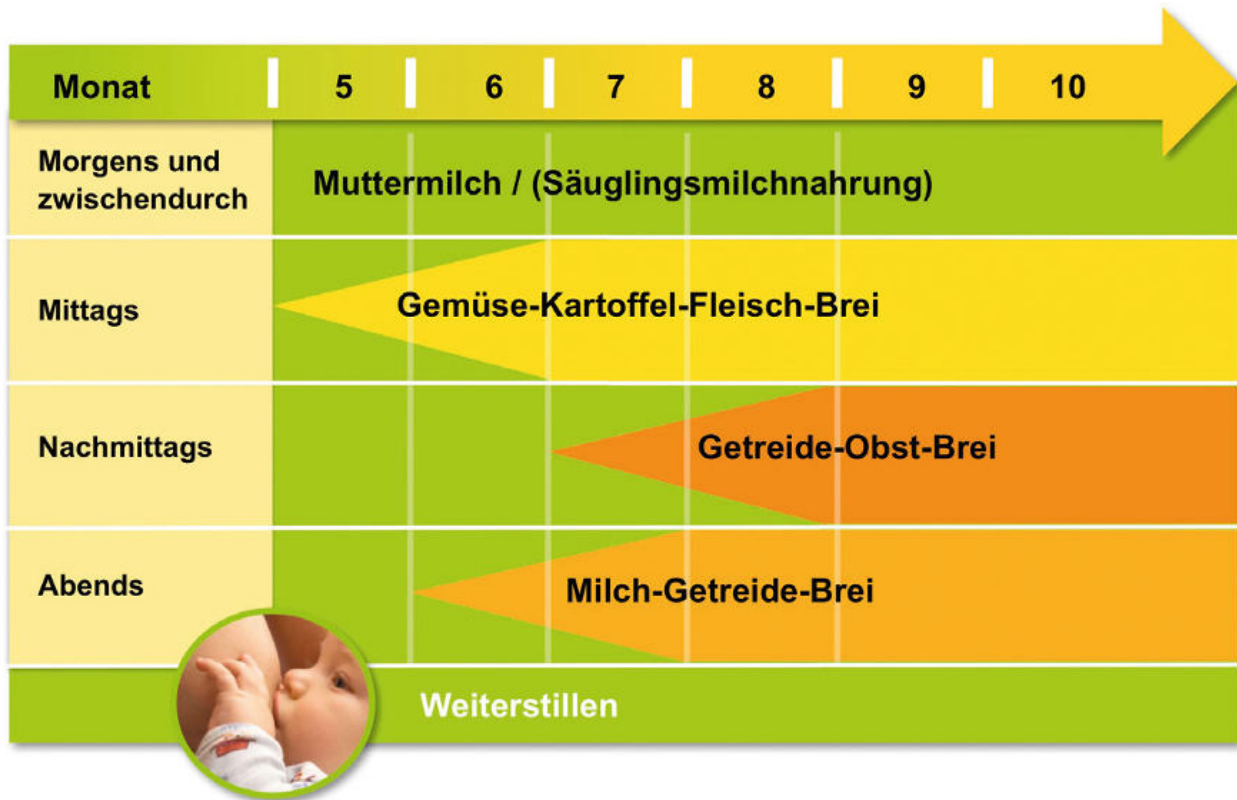 Monat 5 6 7 8 9 10
Morgens und
zwischendurch
Muttermilch / (Säuglingsmilchnahrung)
Mittags
Gemüse-Kartoffel-Fleisch-Brei
Nachmittags
Getreide-Obst-Brei
Abends
Milch-Getreide-Brei
Weiterstillen